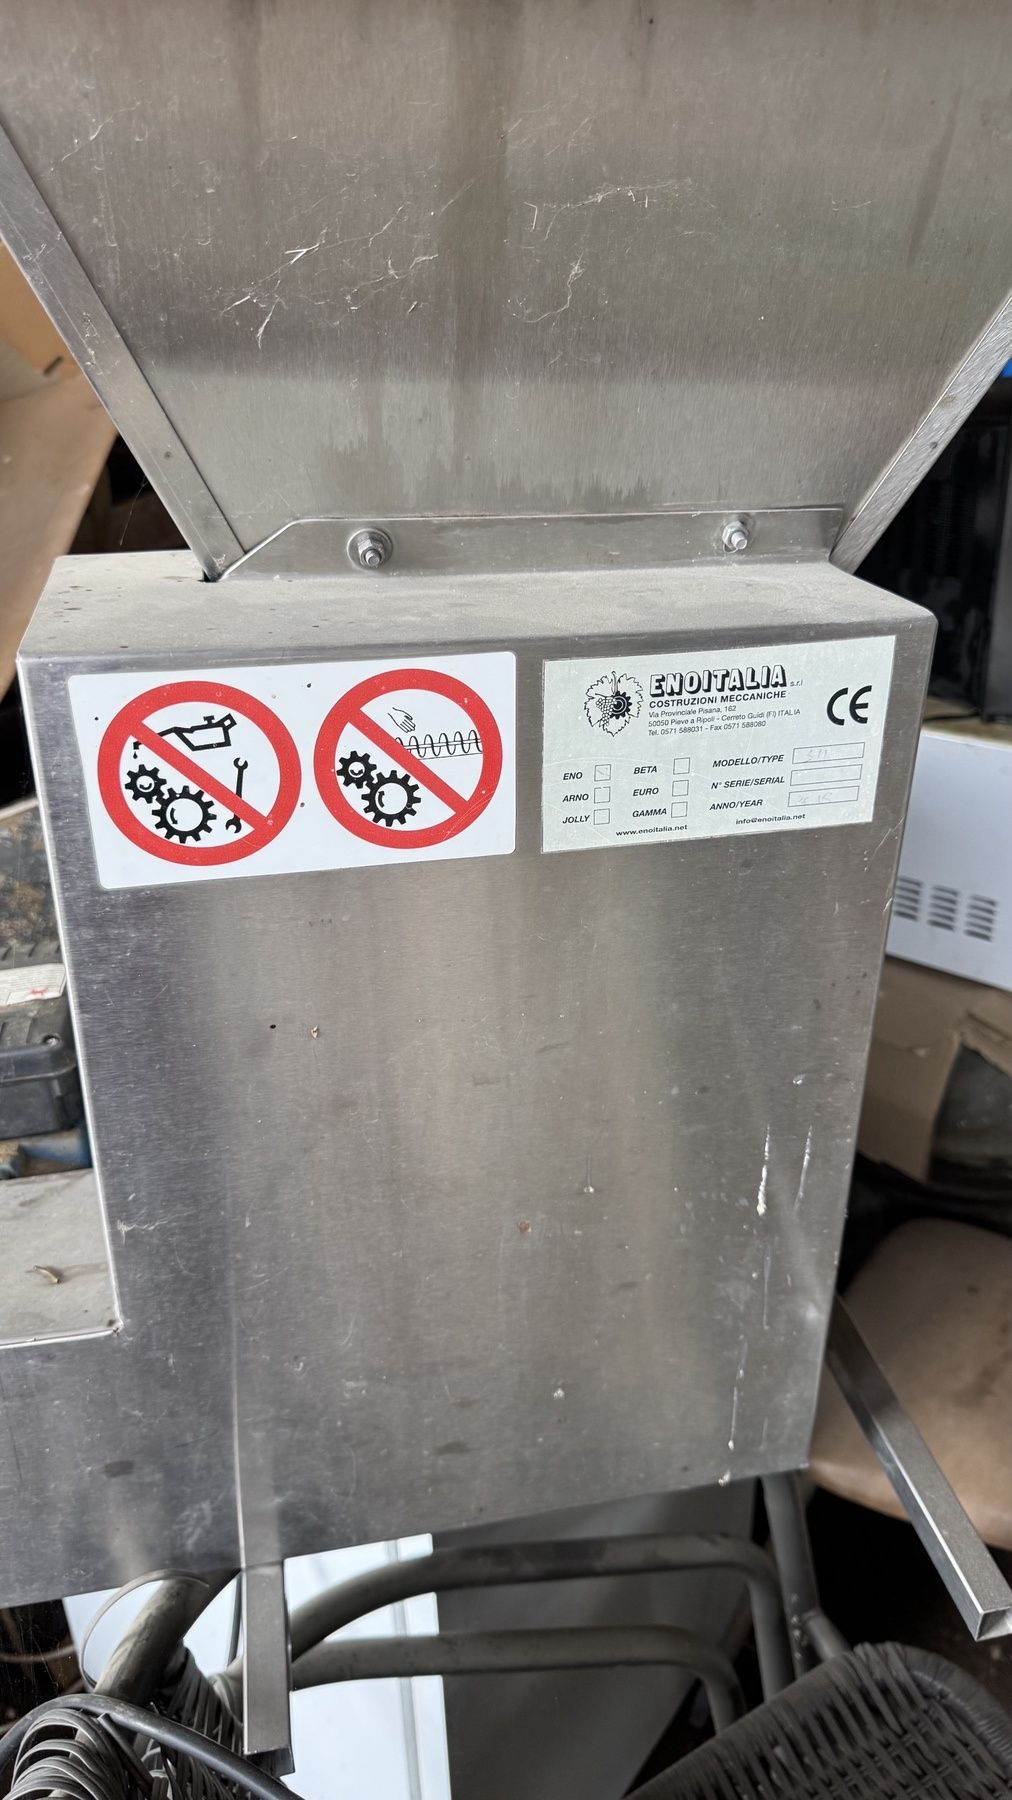 ENOITALIA s.r.l
COSTRUZIONI MECCANICHE
Via Provinciale Pisana, 162
50050 Pieve a Ripoli - Cerreto Guidi (FI) ITALIA
Tel. 0571 588031 - Fax 0571 588080
CE
ENO
BETA
MODELLO/TYPE
ARNO
EURO
N° SERIE/SERIAL
JOLLY
GAMMA
ANNO/YEAR
www.enoitalia.net
info@enoitalia.net